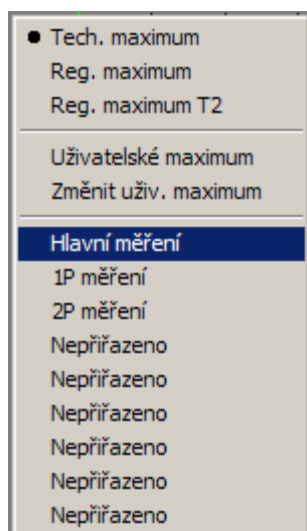 Tech. maximum
Reg. maximum
Reg. maximum T2
Uživatelské maximum
Změnit uživ. maximum
Hlavní měření
1P měření
2P měření
Nepřiřazeno
Nepřiřazeno
Nepřiřazeno
Nepřiřazeno
Nepřiřazeno
Nepřiřazeno